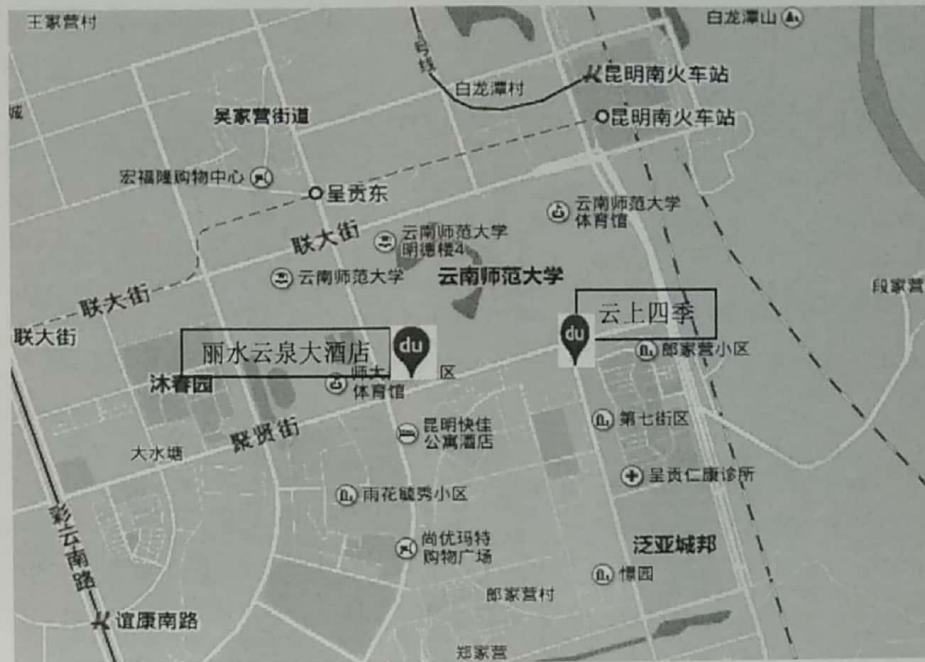 王家营村
白龙潭山
号线
昆明南火车站
白龙潭村
城
吴家营街道
昆明南火车站
宏福隆购物中心
呈贡东
云南师范大学
体育馆
联大街
云南师范大学
明德楼4
云南师范大学
云南师范大学
段家营
联大街
云上四季
du
联大街
丽水云泉大酒店
du
郎家营小区
师大
体育馆
区
沐春园
聚贤街
昆明快佳
公寓酒店
第七街区
大水塘
呈贡仁康诊所
雨花毓秀小区
彩云南路
尚优玛特
购物广场
泛亚城邦
憬园
郎家营村
谊康南路
郑家营